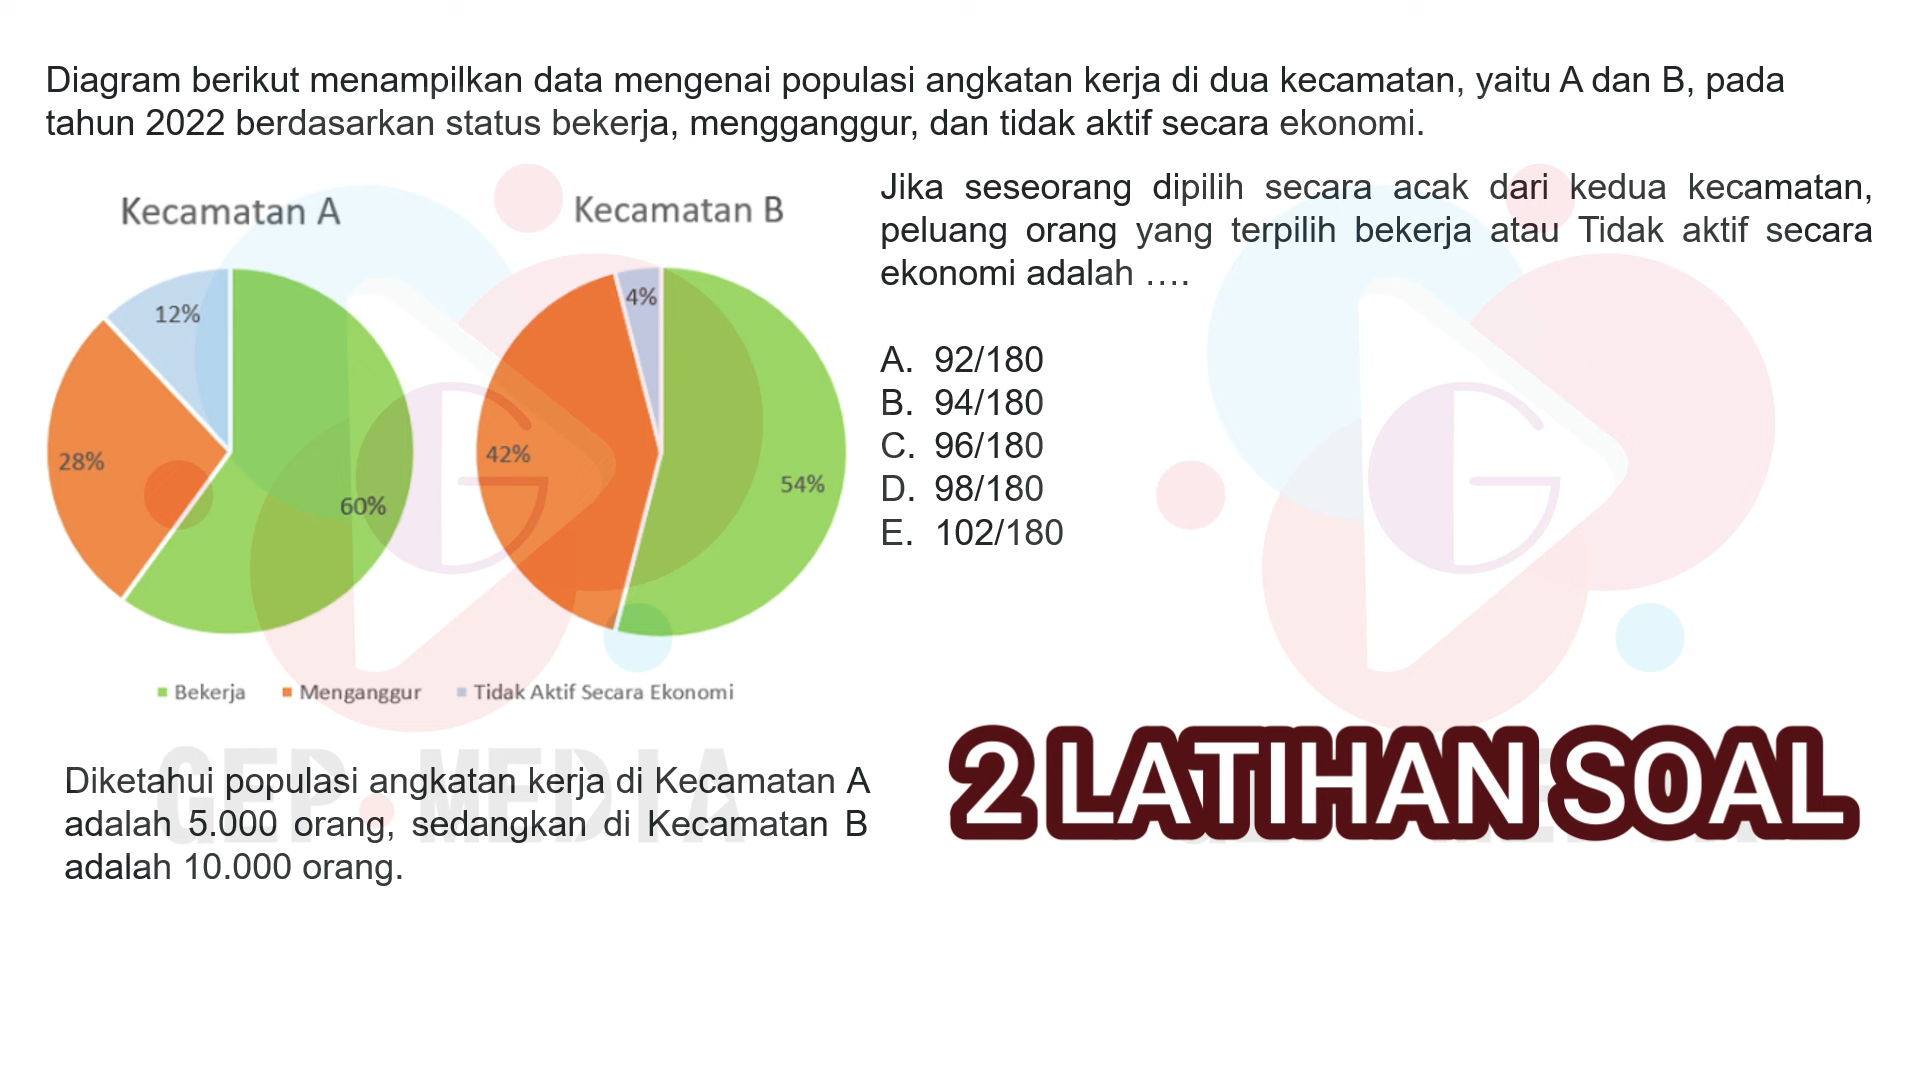 Diagram berikut menampilkan data mengenai populasi angkatan kerja di dua kecamatan, yaitu A dan B, pada
tahun 2022 berdasarkan status bekerja, mengganggur, dan tidak aktif secara ekonomi.
Kecamatan A
Kecamatan B
12%
28%
60%
4%
42%
54%
Bekerja Menganggur Tidak Aktif Secara Ekonomi
Diketahui populasi angkatan kerja di Kecamatan A
adalah 5.000 orang, sedangkan di Kecamatan B
adalah 10.000 orang.
Jika seseorang dipilih secara acak dari kedua kecamatan,
peluang orang yang terpilih bekerja atau Tidak aktif secara
ekonomi adalah ….
A. 92/180
B. 94/180
C. 96/180
D. 98/180
E. 102/180
2 LATIHAN SOAL
GEP MEDIA